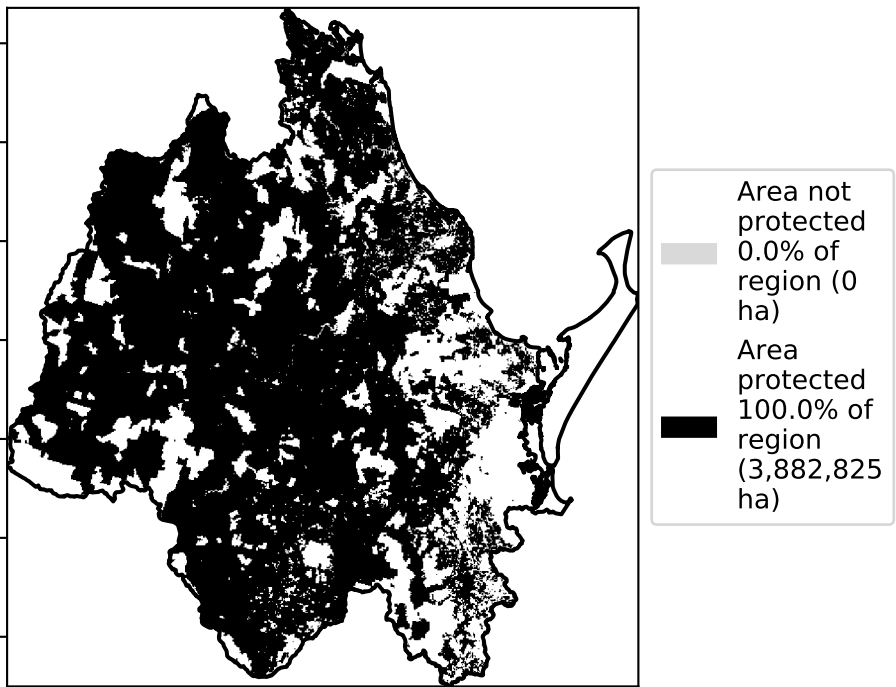 Area not
protected
0.0% of
region (0
ha)
Area
protected
100.0% of
region
(3,882,825
ha)